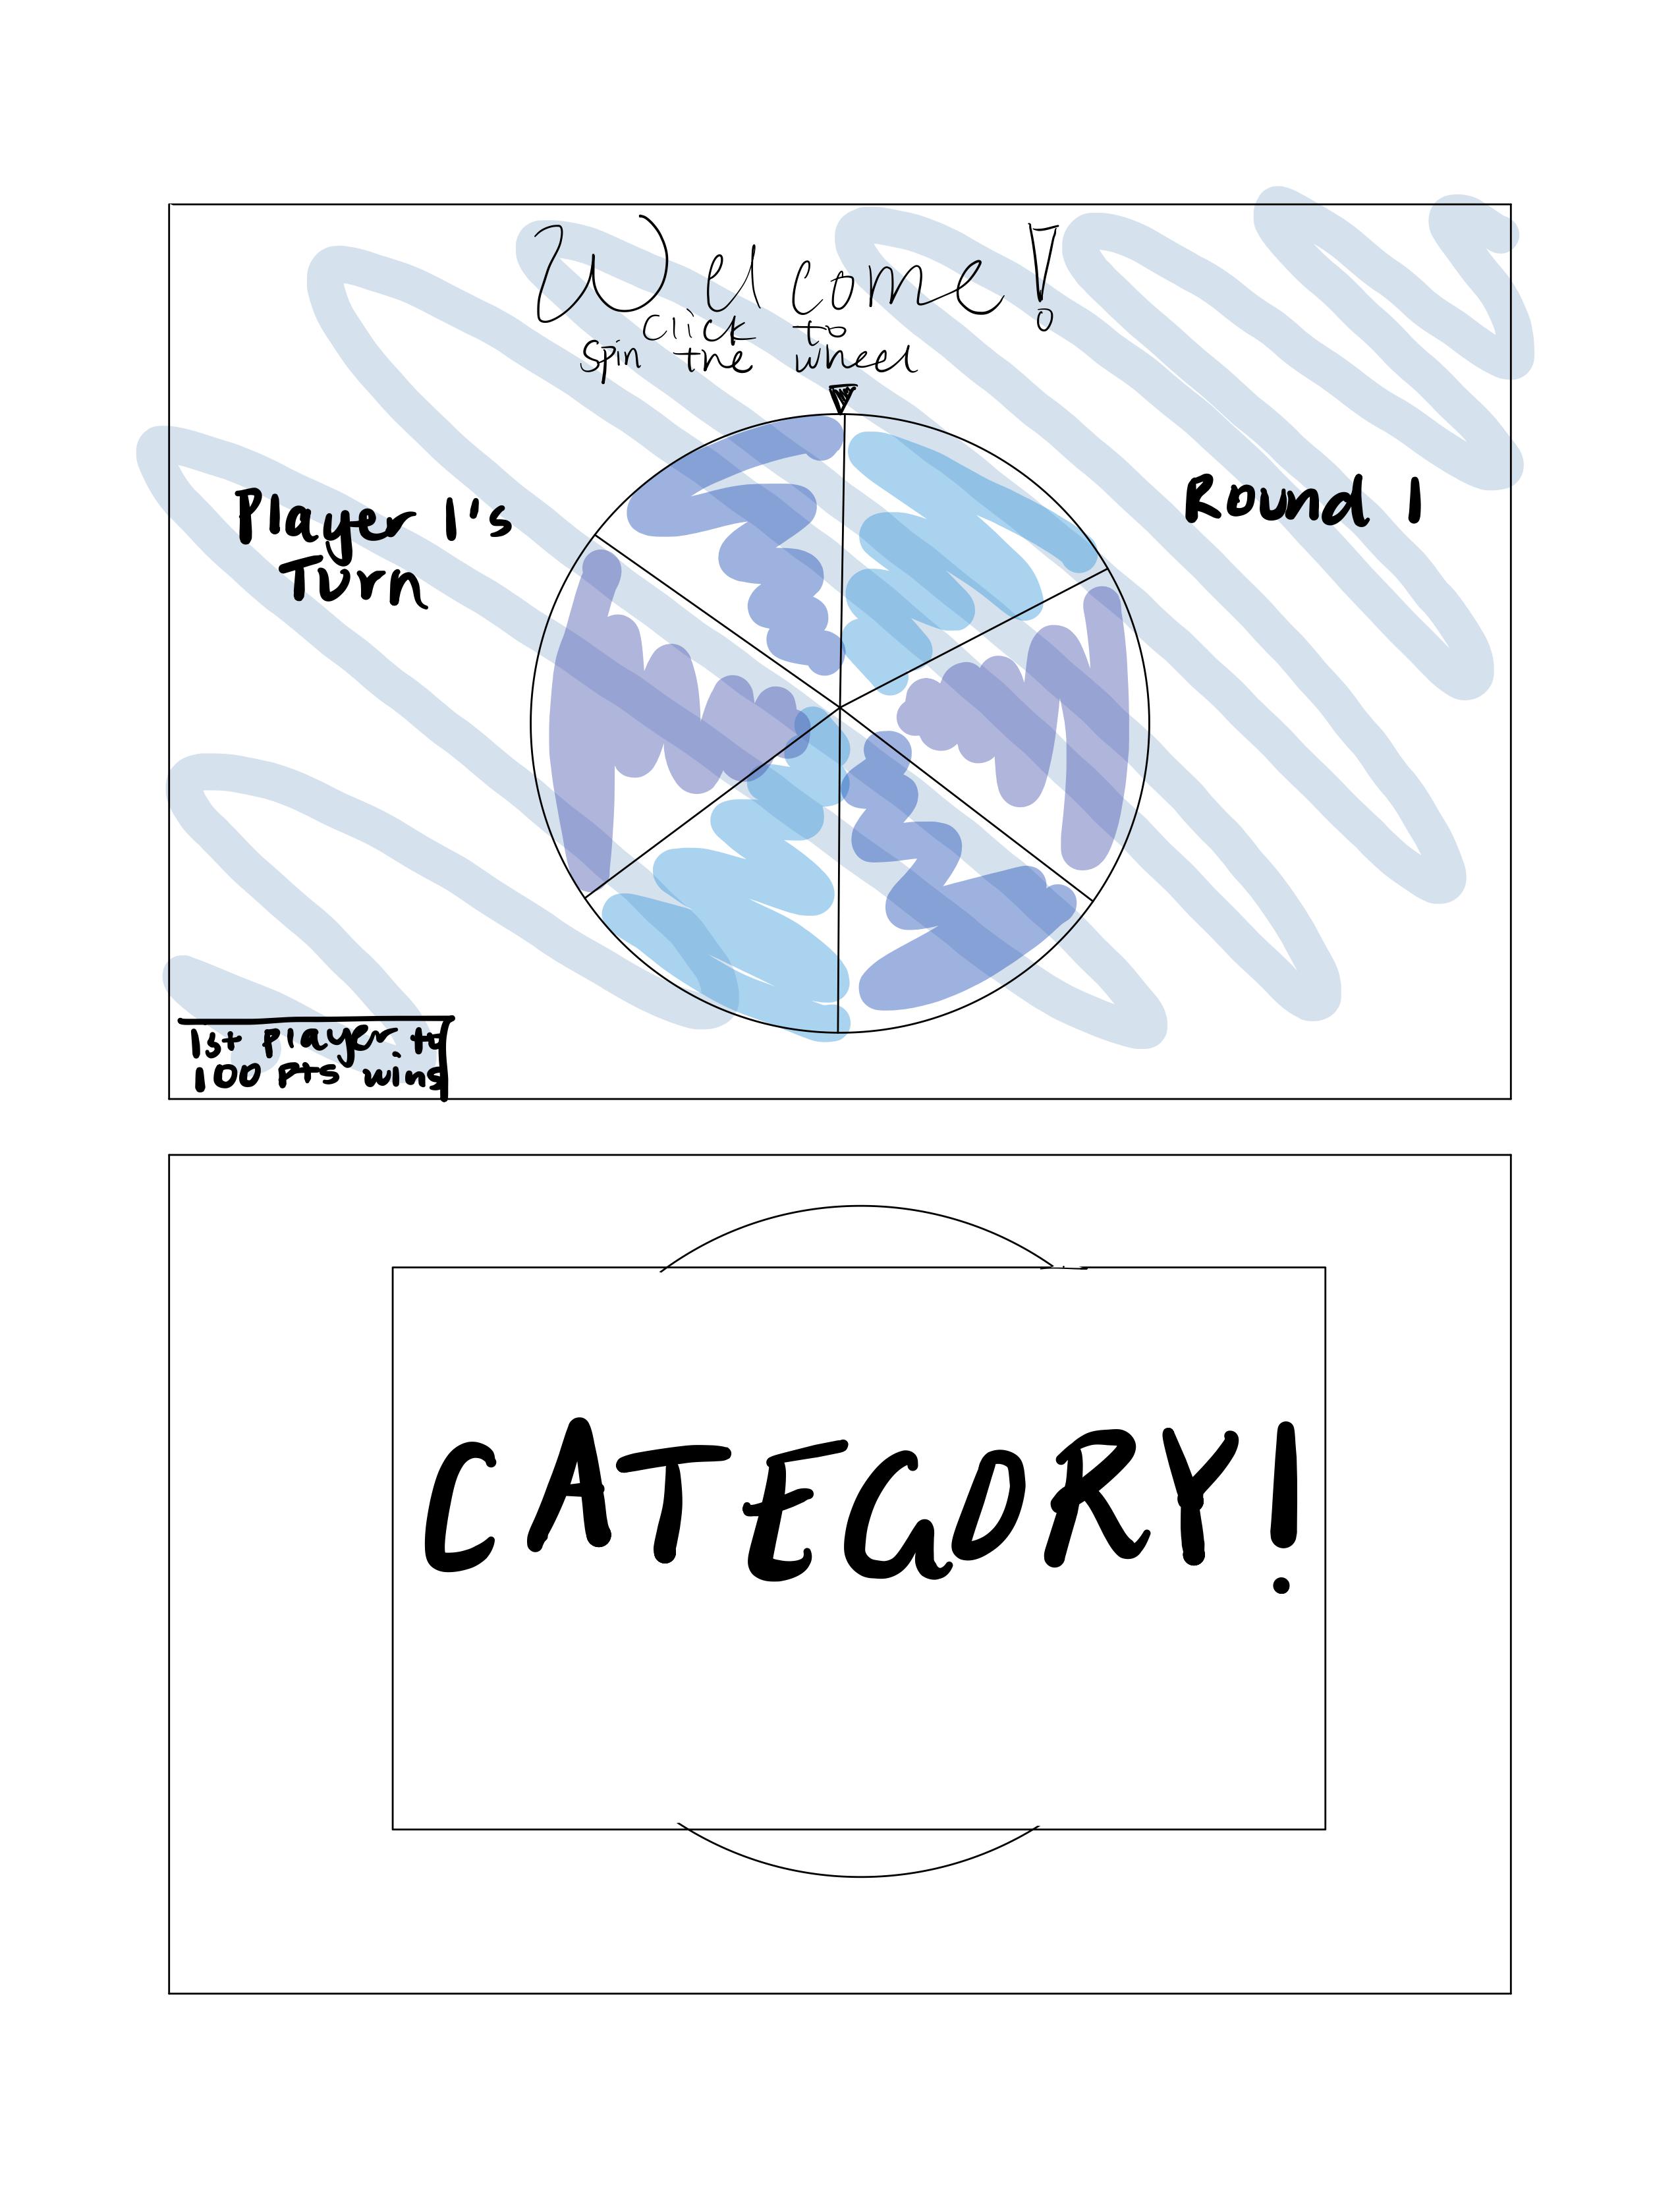 Welcome!
click to
spin the wheel
Player 1's
Turn
Round 1
1st player to
100 pts wins
CATEGORY!